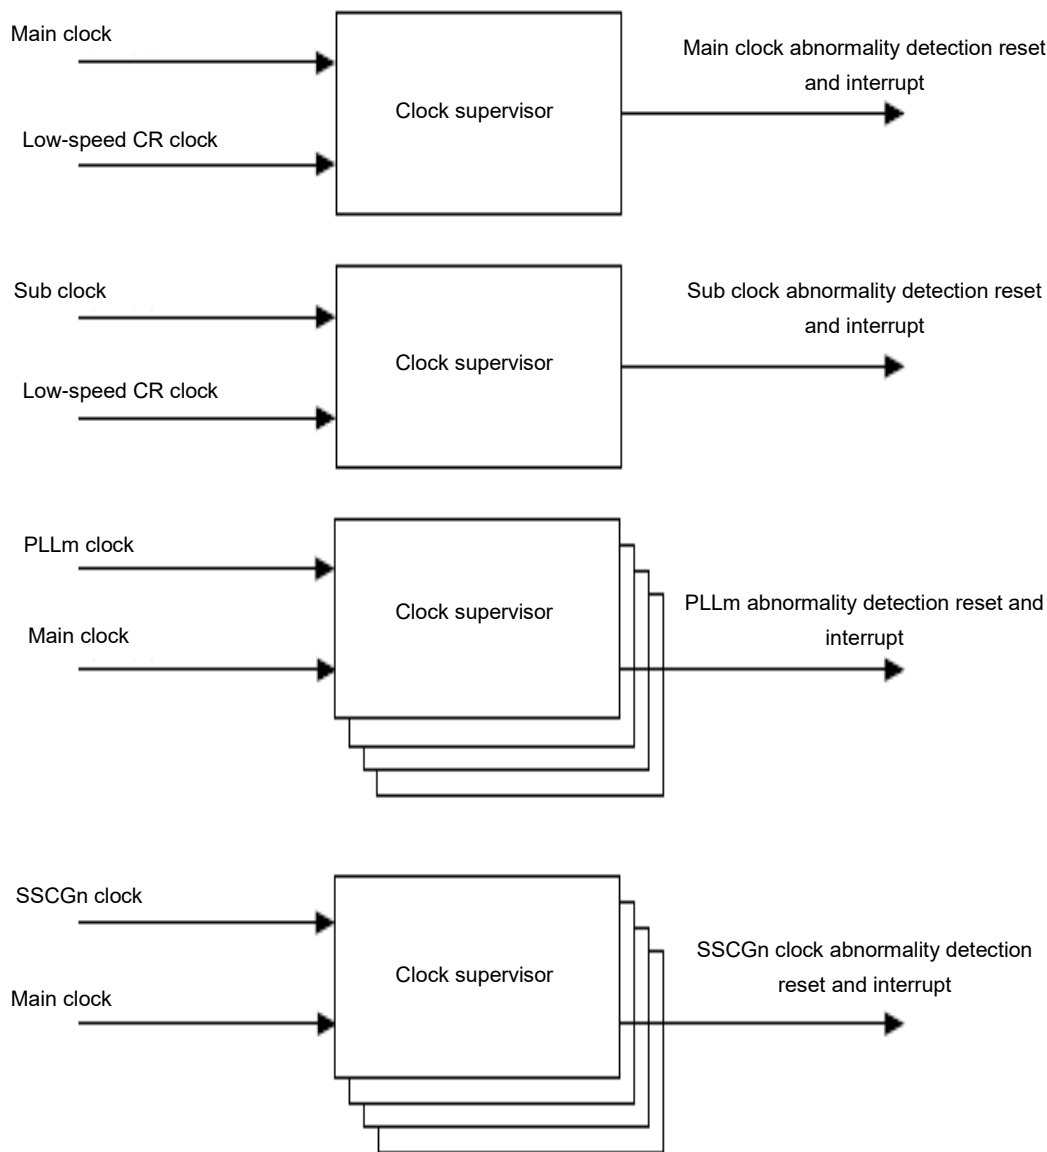 Main clock
Low-speed CR clock
Clock supervisor
Main clock abnormality detection reset
and interrupt
Sub clock
Low-speed CR clock
Clock supervisor
Sub clock abnormality detection reset
and interrupt
PLLm clock
Main clock
Clock supervisor
PLLm abnormality detection reset and
interrupt
SSCGn clock
Main clock
Clock supervisor
SSCGn clock abnormality detection
reset and interrupt